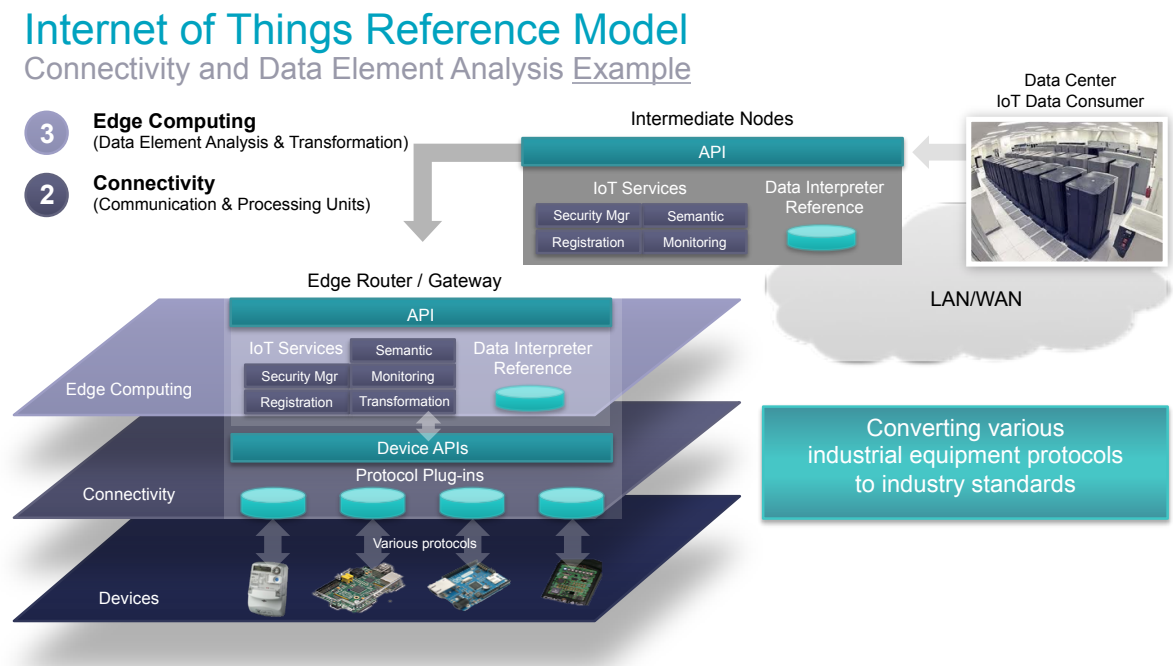 Internet of Things Reference Model
Connectivity and Data Element Analysis Example
3
Edge Computing
(Data Element Analysis & Transformation)
2
Connectivity
(Communication & Processing Units)
Data Center
IoT Data Consumer
Intermediate Nodes
API
IoT Services
Security Mgr
Semantic
Registration
Monitoring
Data Interpreter
Reference
LAN/WAN
Edge Router / Gateway
API
IoT Services
Semantic
Security Mgr
Monitoring
Registration
Transformation
Data Interpreter
Reference
Edge Computing
Device APIs
Protocol Plug-ins
Connectivity
Various protocols
Devices
Converting various
industrial equipment protocols
to industry standards